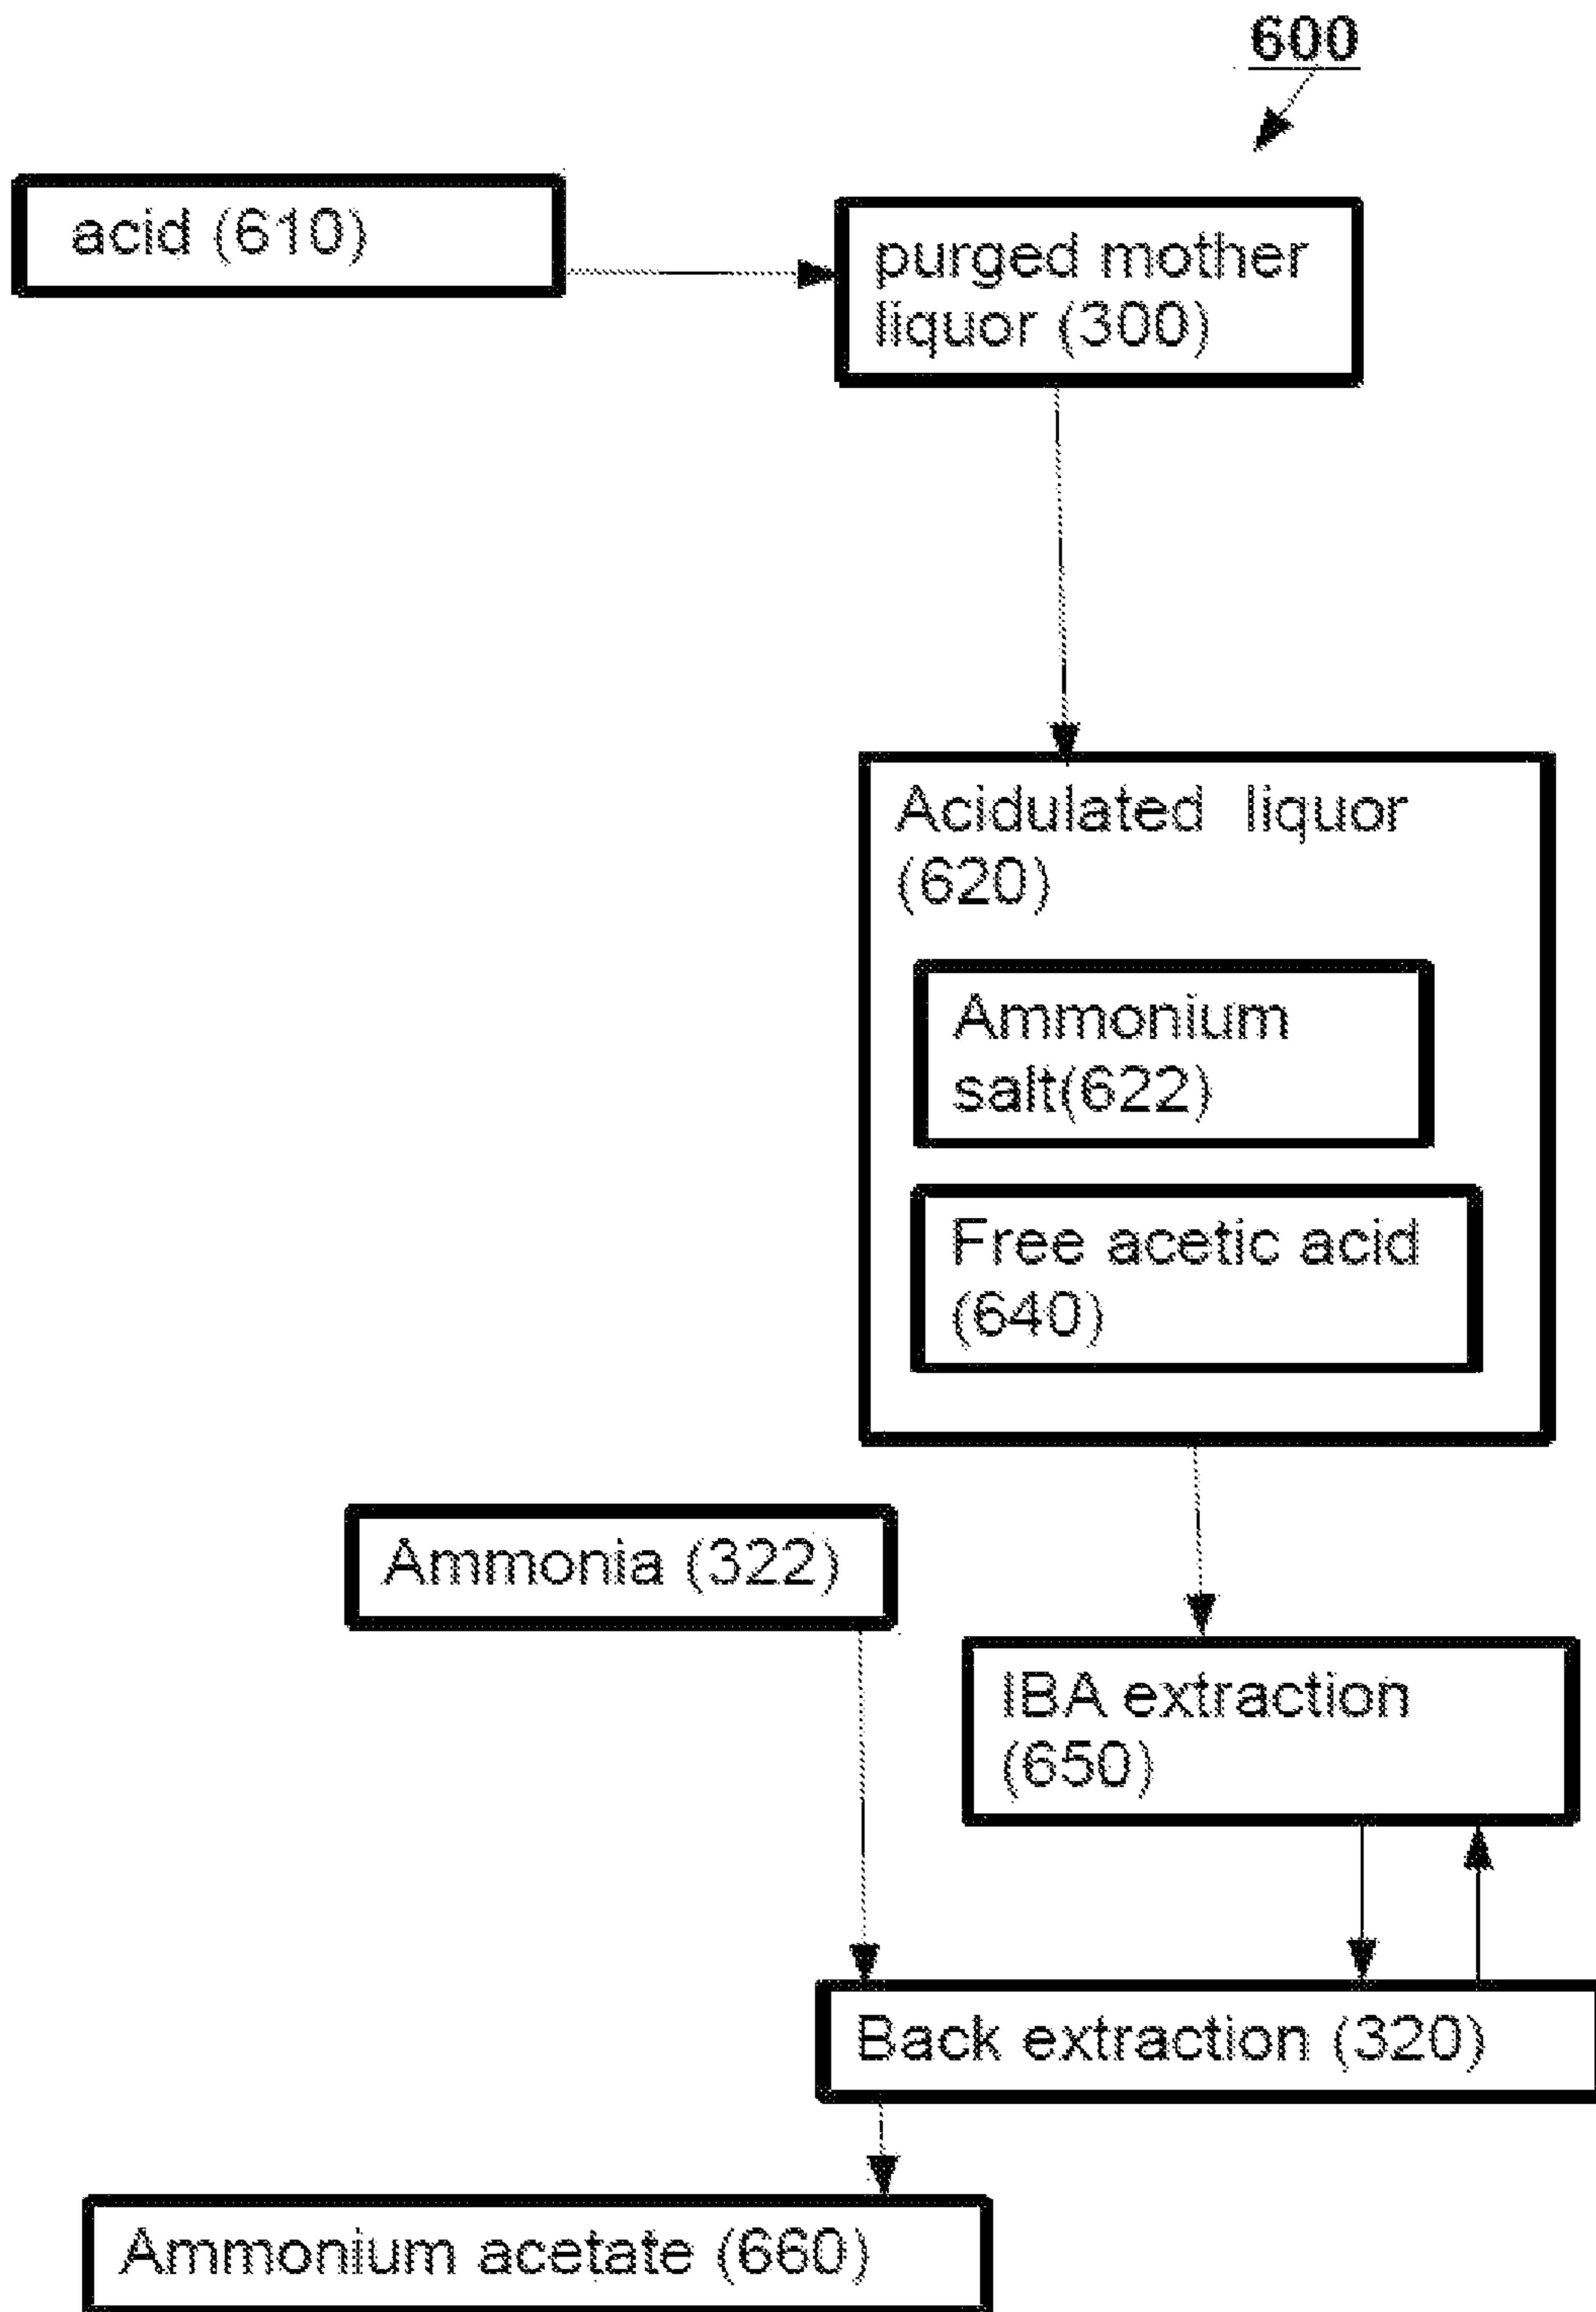 600
acid (610)
purged mother
liquor (300)
Acidulated liquor
(620)
Ammonium
salt(622)
Free acetic acid
(640)
Ammonia (322)
IBA extraction
(650)
Back extraction (320)
Ammonium acetate (660)